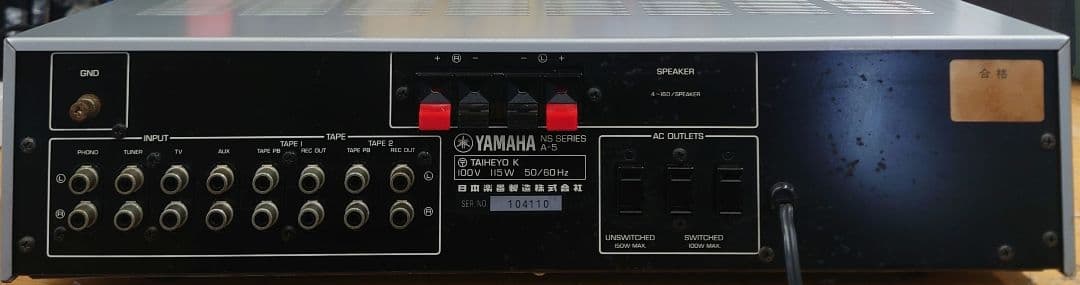 GND
+ R − − L +
SPEAKER
4~16Ω/SPEAKER
合格
INPUT
TAPE
TAPE 1
TAPE 2
PHONO TUNER TV AUX TAPE PB REC OUT TAPE PB REC OUT
L L
R R
YAMAHA NS SERIES
A-5
TAIHEYO K
100V 115W 50/60Hz
日本楽器製造株式会社
SER. NO. 104110
AC OUTLETS
UNSWITCHED
150W MAX.
SWITCHED
100W MAX.